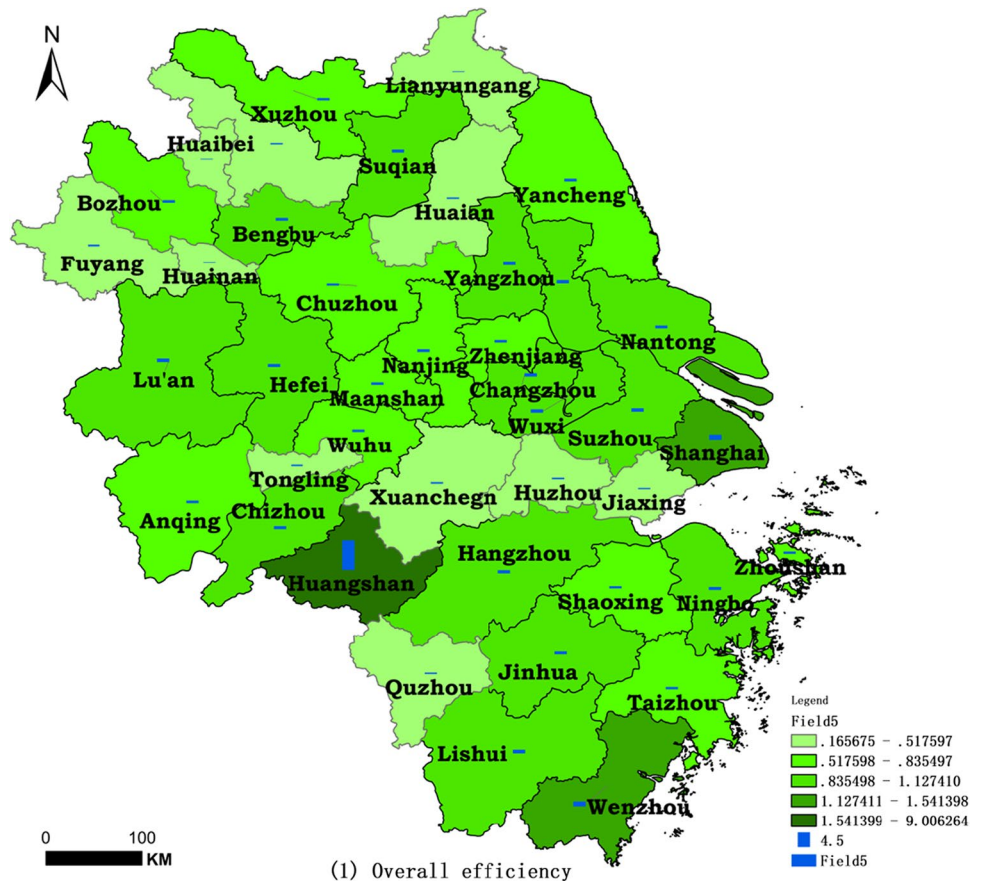 N
Lianyungang
Xuzhou
Huaibei
Suqian
Yancheng
Bozhou
Huaian
Bengbu
Fuyang
Huainan
Yangzhou
Chuzhou
Nantong
Zhenjiang
Nanjing
Lu'an
Hefei
Changzhou
Maanshan
Wuxi
Suzhou
Wuhu
Shanghai
Tongling
Xuanchegn
Huzhou
Jiaxing
Chizhou
Anqing
Hangzhou
Zhoushan
Huangshan
Shaoxing
Ningbo
Jinhua
Quzhou
Taizhou
Lishui
Wenzhou
Legend
Field5
.165675 - .517597
.517598 - .835497
.835498 - 1.127410
1.127411 - 1.541398
1.541399 - 9.006264
4.5
Field5
0 100
KM
(1) Overall efficiency